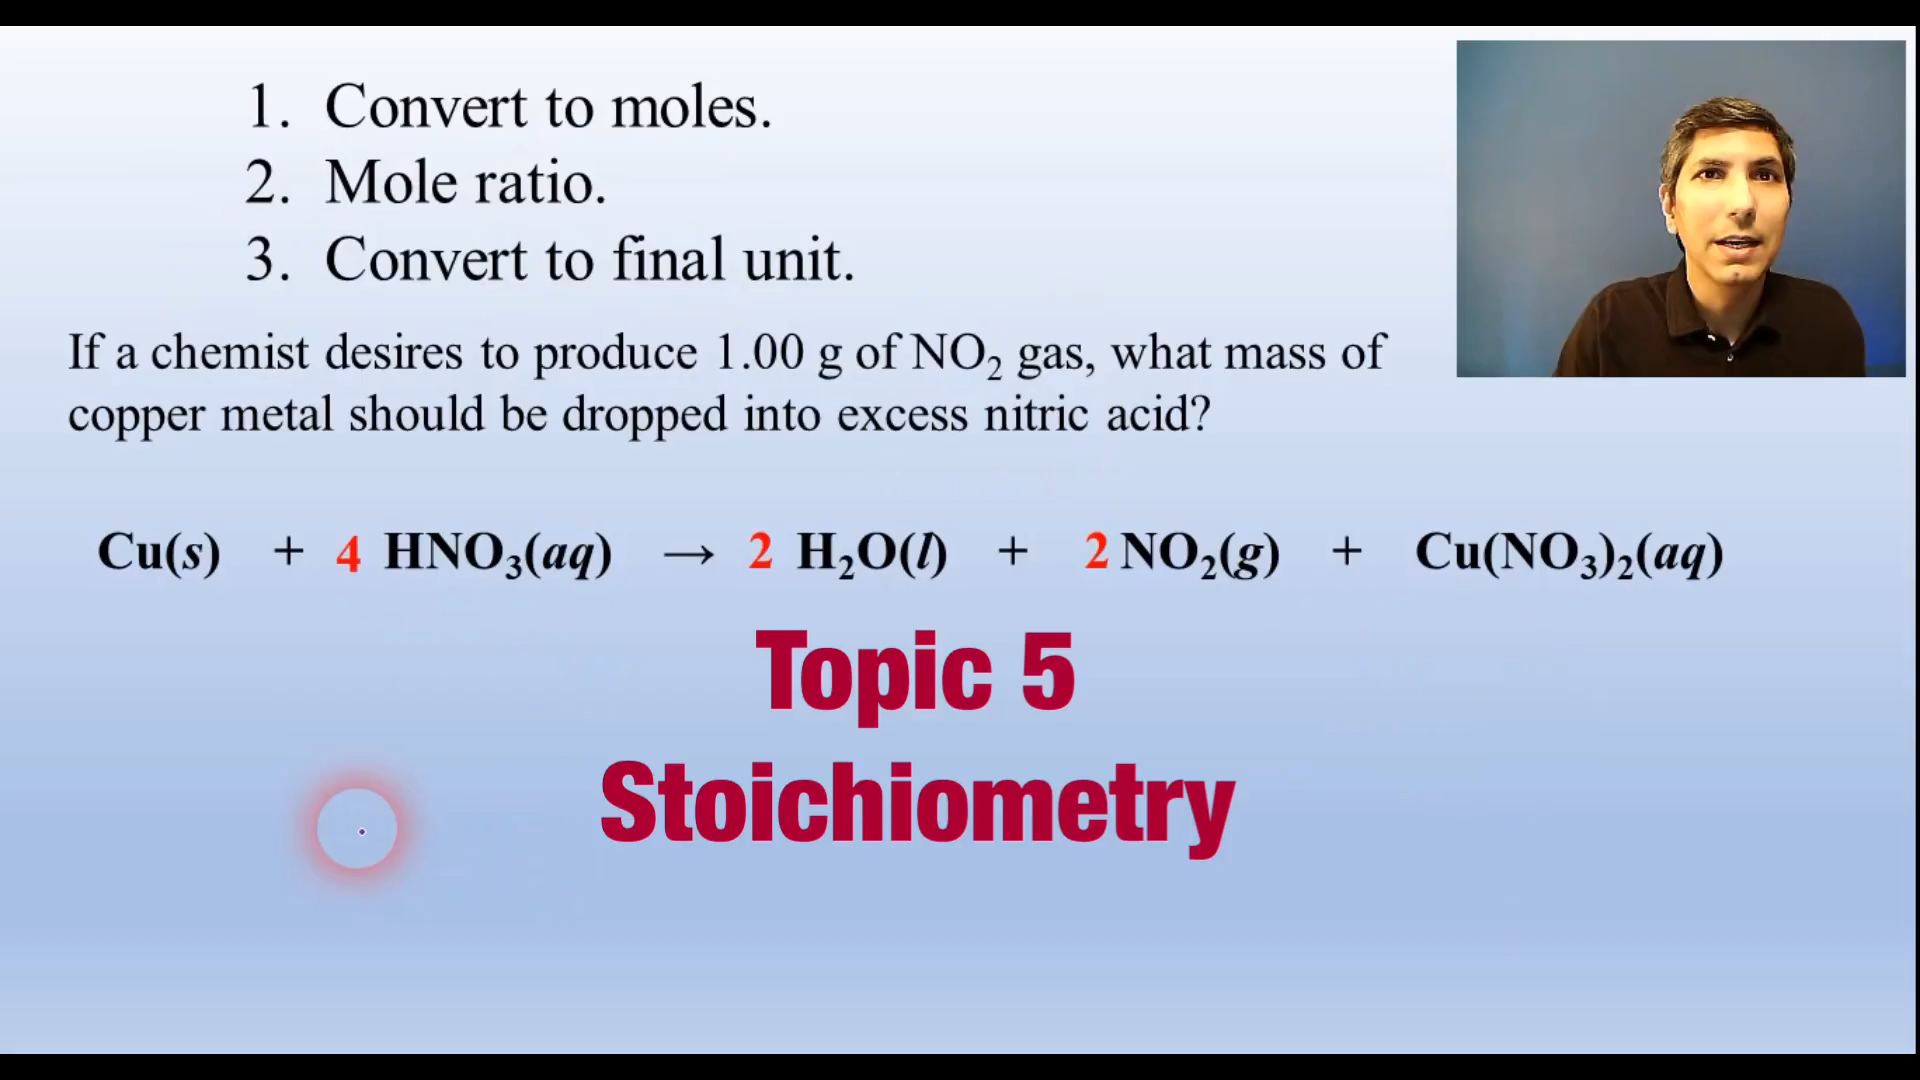 1. Convert to moles.
2. Mole ratio.
3. Convert to final unit.
If a chemist desires to produce 1.00 g of NO₂ gas, what mass of
copper metal should be dropped into excess nitric acid?
Cu(s) + 4 HNO₃(aq) → 2 H₂O(l) + 2 NO₂(g) + Cu(NO₃)₂(aq)
Topic 5
Stoichiometry